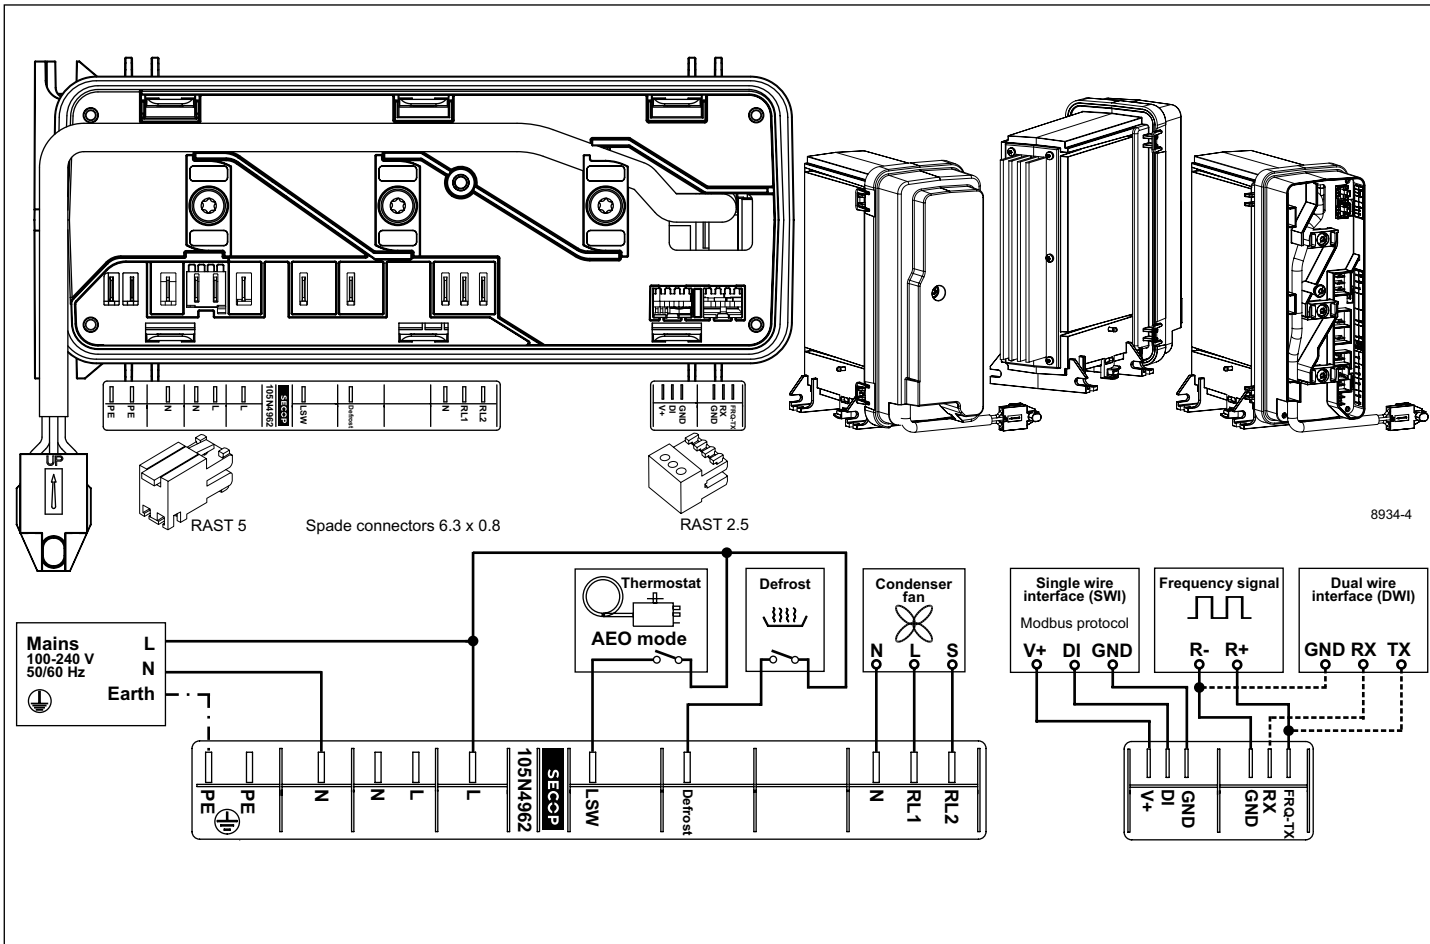 PE
PE
N
N
L
L
105N4962
SECOP
LSW
Defrost
N
RL1
RL2
V+
DI
GND
GND
RX
FRQ-TX
UP
RAST 5
Spade connectors 6.3 x 0.8
RAST 2.5
8934-4
Mains
100-240 V
50/60 Hz
L
N
Earth
Thermostat
AEO mode
Defrost
Condenser
fan
N L S
Single wire
interface (SWI)
Modbus protocol
V+ DI GND
Frequency signal
R- R+
Dual wire
interface (DWI)
GND RX TX
PE
PE
N
N
L
L
105N4962
SECOP
LSW
Defrost
N
RL1
RL2
V+
DI
GND
GND
RX
FRQ-TX